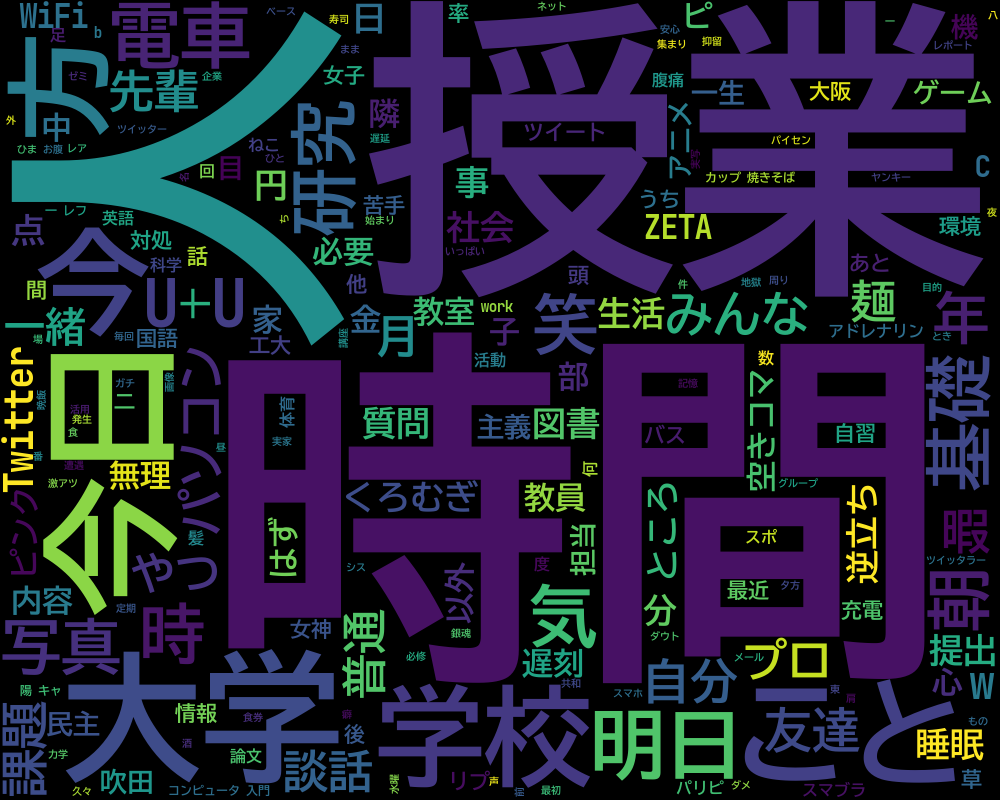 WiFi
電車
人
授業
方
先輩
研究
時間
今日
大学
学校
こと
明日
笑
みんな
麺
年
基礎
暇
朝
提出
心
W
睡眠
草
友達
自分
プロ
二
パリピ
スマブラ
ダメ
談話
後
情報
論文
吹田
民主
課題
写真
時
内容
ピンク
Twitter
無理
パソコン
やつ
一緒
今
国語
家
工大
金
月
教室
work
子
生活
アドレナリン
環境
あと
ZETA
社会
うち
事
苦手
必要
円
話
対処
英語
点
科学
間
他
頭
隣
ツイート
アニメ
一生
大阪
ゲーム
ピ
機
レポート
腹痛
安心
集まり
抑留
ネット
率
日
寿司
ベース
女子
企業
ゼミ
足
b
中
ツイッター
ひま
お腹
レア
外
ねこ
ひと
目
回
遅延
始まり
いっぱい
パイセン
カップ 焼きそば
ヤンキー
C
夜
八
地獄
周り
件
目的
とき
質問
主義
図書
部
活動
体育
実家
くろむぎ
教員
何
担当
ところ
空きコマ
数
バス
記憶
自習
グループ
逆立ち
スポ
最近
夕方
充電
ツイッタラー
はず
髪
シス
以外
度
気
遅刻
分
ダウト
メール
女神
普通
銀魂
必修
共和
スマホ
定期
激アツ
遭遇
発生
活用
食
ガチ
画像
晩飯
毎回
講座
昼
陽 キャ
力学
久々
コンピュータ 入門
食券
酒
水曜
リプ
声
前
最初
東
肩
もの
まま
一 レフ
U
+
U